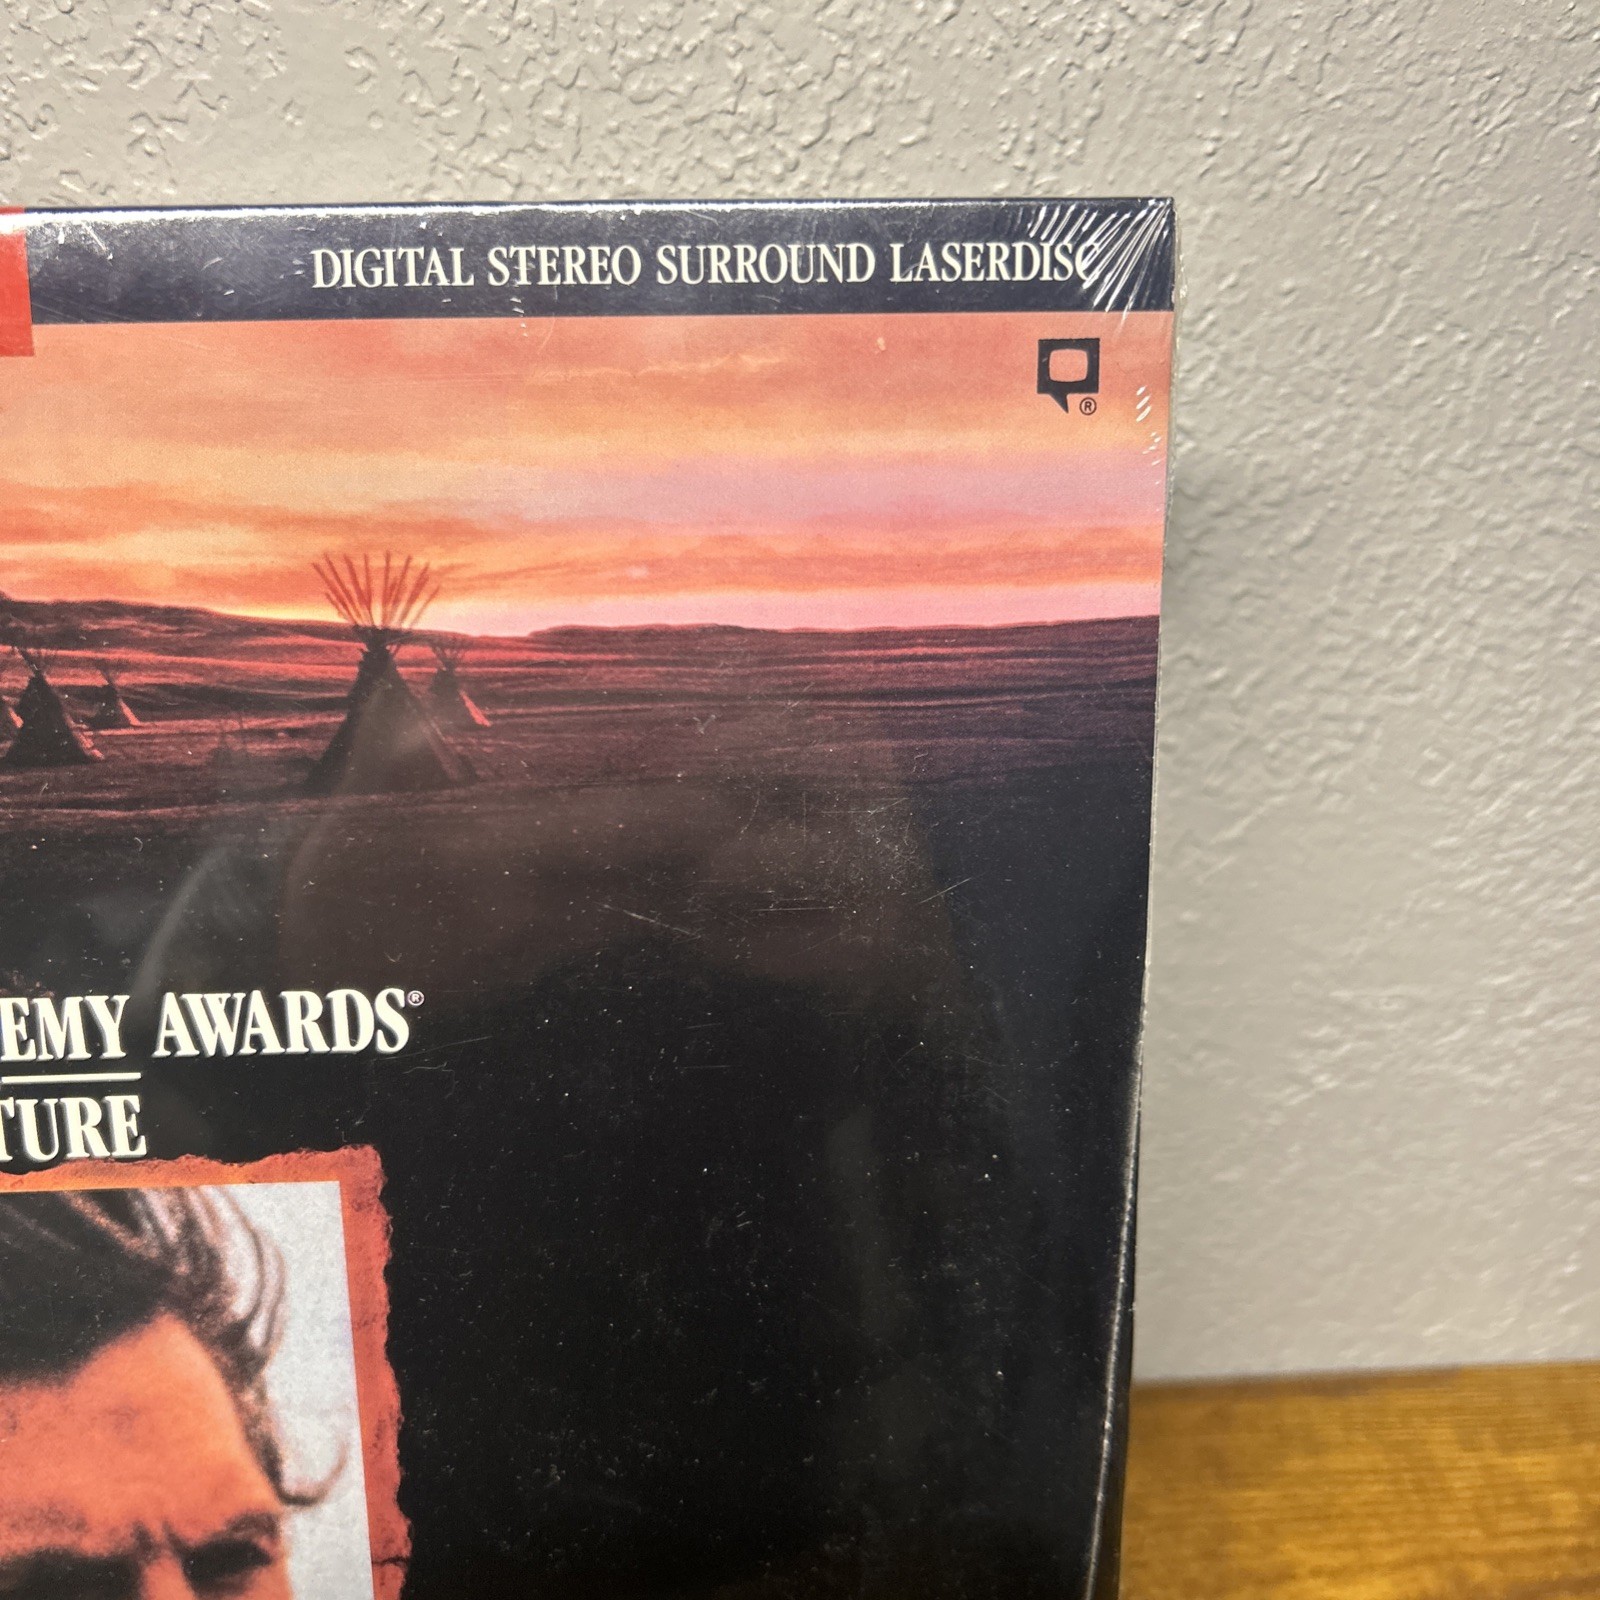 DIGITAL STEREO SURROUND LASERDISC
®
EMY AWARDS®
TURE